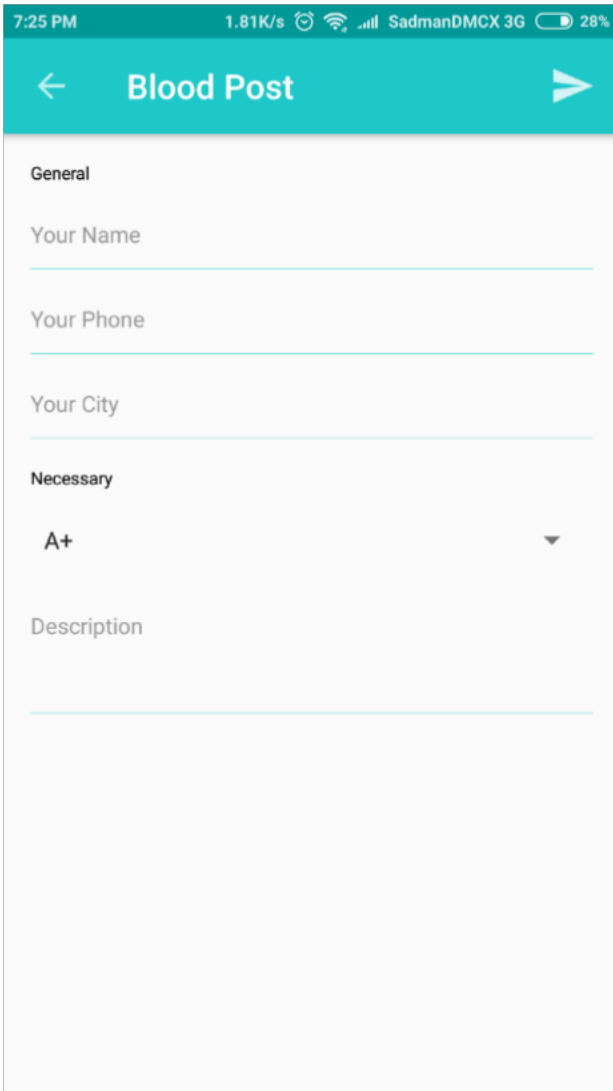 7:25 PM 1.81K/s SadmanDMCX 3G 28%
Blood Post
General
Your Name
Your Phone
Your City
Necessary
A+
Description